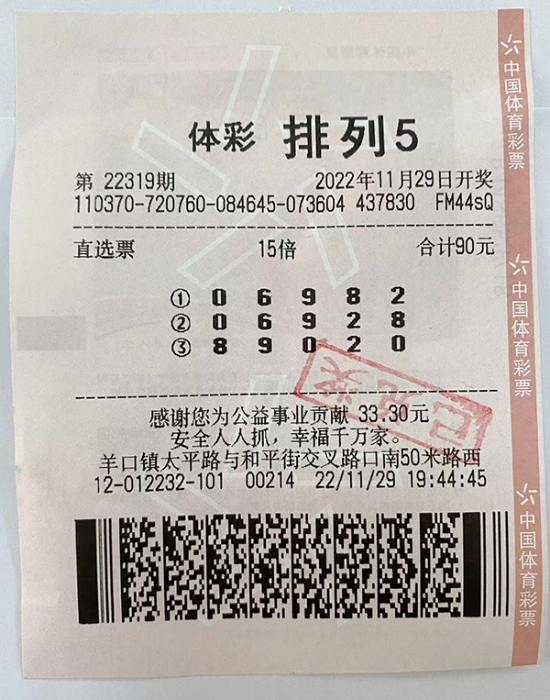 体彩 排列5
第 22319期 2022年11月29日开奖
110370-720760-084645-073604 437830 FM44sQ
直选票 15倍 合计90元
① 0 6 9 8 2
② 0 6 9 2 8
③ 8 9 0 2 0
已兑奖
感谢您为公益事业贡献 33.30元
安全人人抓，幸福千万家。
羊口镇太平路与和平街交叉路口南50米路西
12-012232-101 00214 22/11/29 19:44:45
中国体育彩票
中国体育彩票
中国体育彩票